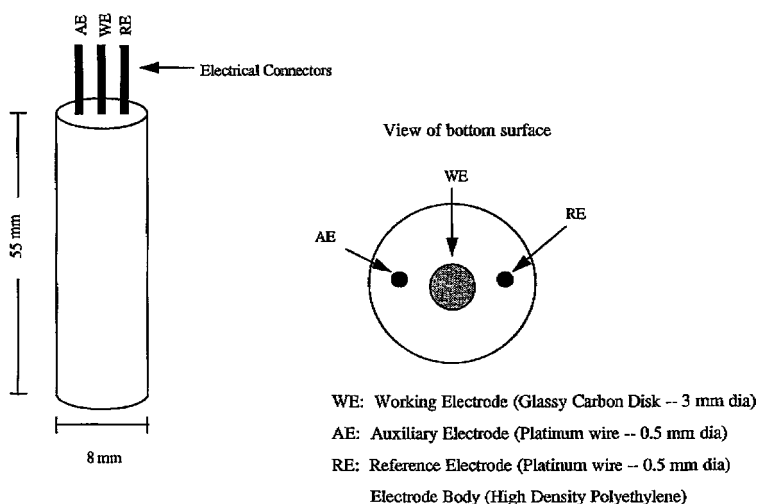 AE
WE
RE
Electrical Connectors
55 mm
8 mm
View of bottom surface
WE
AE
RE
WE: Working Electrode (Glassy Carbon Disk -- 3 mm dia)
AE: Auxiliary Electrode (Platinum wire -- 0.5 mm dia)
RE: Reference Electrode (Platinum wire -- 0.5 mm dia)
Electrode Body (High Density Polyethylene)